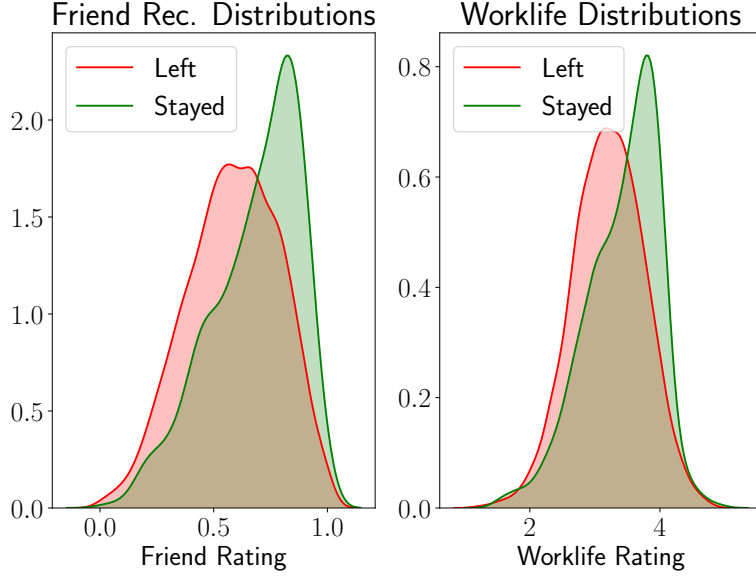 Friend Rec. Distributions
Left
Stayed
2.0
1.5
1.0
0.5
0.0
0.0 0.5 1.0
Friend Rating
Worklife Distributions
Left
Stayed
0.8
0.6
0.4
0.2
0.0
2 4
Worklife Rating